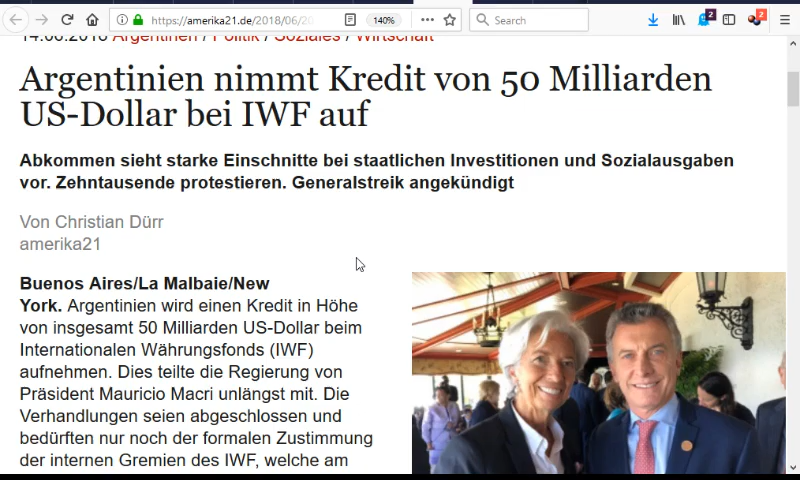 https://amerika21.de/2018/06/20
140%
Search
2
2
14.06.2018 Argentinien / Politik / Soziales / Wirtschaft
Argentinien nimmt Kredit von 50 Milliarden
US-Dollar bei IWF auf
Abkommen sieht starke Einschnitte bei staatlichen Investitionen und Sozialausgaben
vor. Zehntausende protestieren. Generalstreik angekündigt
Von Christian Dürr
amerika21
Buenos Aires/La Malbaie/New
York. Argentinien wird einen Kredit in Höhe
von insgesamt 50 Milliarden US-Dollar beim
Internationalen Währungsfonds (IWF)
aufnehmen. Dies teilte die Regierung von
Präsident Mauricio Macri unlängst mit. Die
Verhandlungen seien abgeschlossen und
bedürften nur noch der formalen Zustimmung
der internen Gremien des IWF, welche am